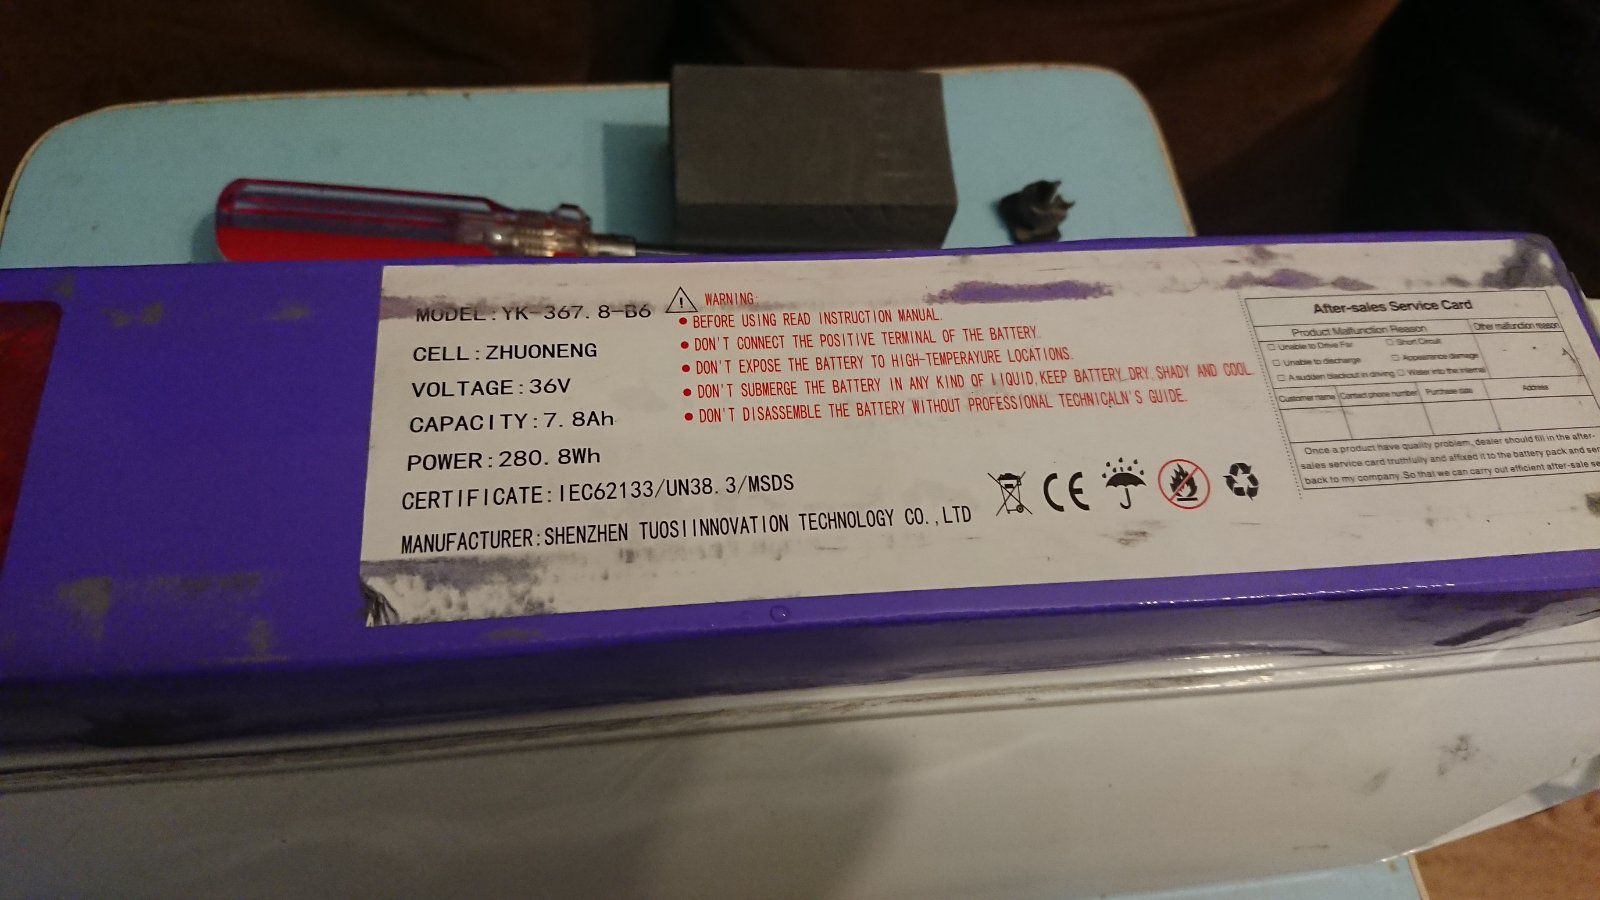 MODEL:YK-367.8-B6
CELL:ZHUONENG
VOLTAGE:36V
CAPACITY:7.8Ah
POWER:280.8Wh
CERTIFICATE:IEC62133/UN38.3/MSDS
MANUFACTURER:SHENZHEN TUOSIINNOVATION TECHNOLOGY CO.,LTD
WARNING:
BEFORE USING READ INSTRUCTION MANUAL.
DON'T CONNECT THE POSITIVE TERMINAL OF THE BATTERY.
DON'T EXPOSE THE BATTERY TO HIGH-TEMPERAYURE LOCATIONS.
DON'T SUBMERGE THE BATTERY IN ANY KIND OF LIQUID,KEEP BATTERY DRY,SHADY AND COOL.
DON'T DISASSEMBLE THE BATTERY WITHOUT PROFESSIONAL TECHNICALN'S GUIDE.
CE
After-sales Service Card
Product Malfunction Reason Other malfunction reason
Unable to Drive Far Short Circuit
Unable to discharge Appearance damage
A sudden blackout in driving Water into the internal
Customer name Contact phone number Purchase date Address
Once a product have quality problem, dealer should fill in the after-
sales service card truthfully and affixed it to the battery pack and
back to my company. So that we can carry out efficient after-sale